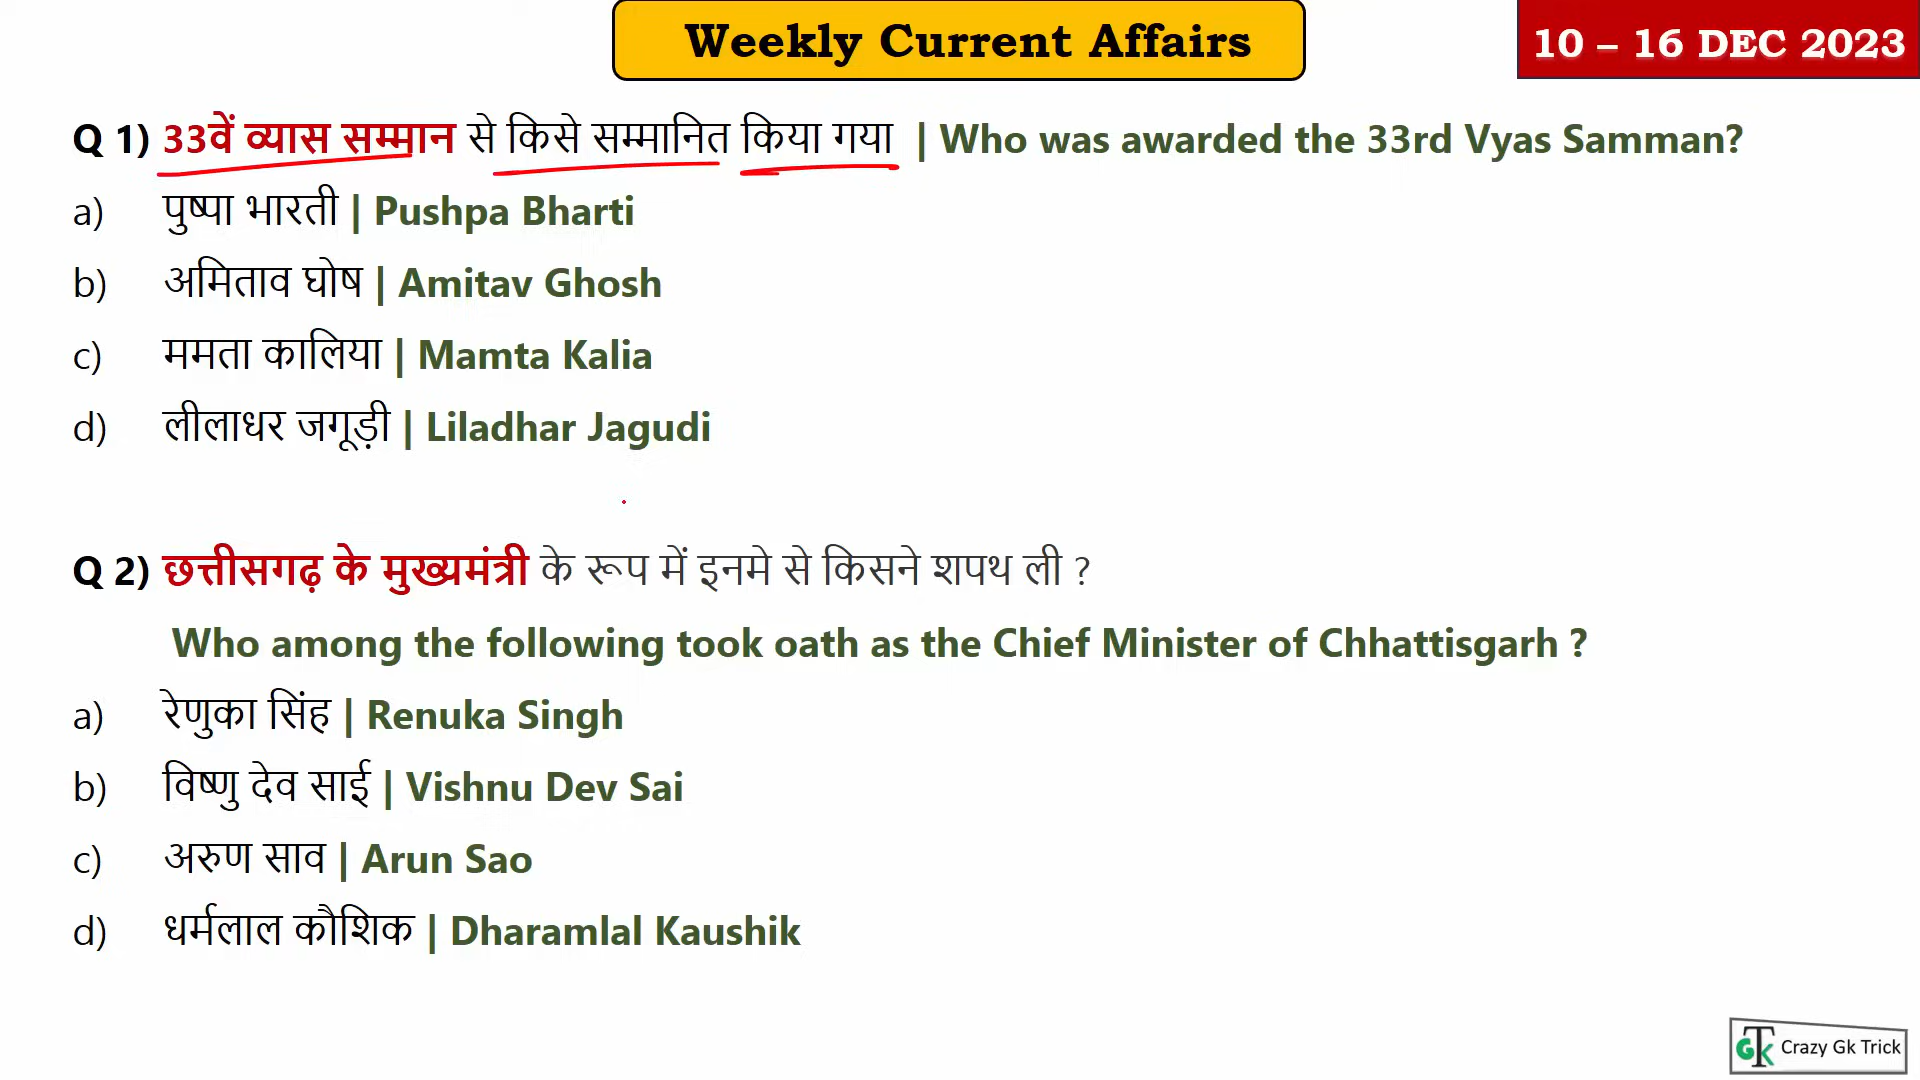 Weekly Current Affairs
10 – 16 DEC 2023
Q 1) 33वें व्यास सम्मान से किसे सम्मानित किया गया | Who was awarded the 33rd Vyas Samman?
a) पुष्पा भारती | Pushpa Bharti
b) अमिताव घोष | Amitav Ghosh
c) ममता कालिया | Mamta Kalia
d) लीलाधर जगूड़ी | Liladhar Jagudi
Q 2) छत्तीसगढ़ के मुख्यमंत्री के रूप में इनमे से किसने शपथ ली ?
Who among the following took oath as the Chief Minister of Chhattisgarh ?
a) रेणुका सिंह | Renuka Singh
b) विष्णु देव साई | Vishnu Dev Sai
c) अरुण साव | Arun Sao
d) धर्मलाल कौशिक | Dharamlal Kaushik
GTK Crazy Gk Trick